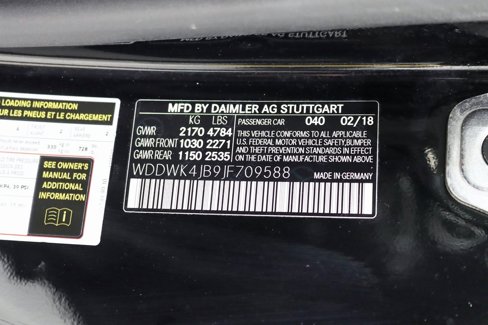 LOADING INFORMATION
SUR LES PNEUS ET LE CHARGEMENT
SEE OWNER'S
MANUAL FOR
ADDITIONAL
INFORMATION
MFD BY DAIMLER AG STUTTGART
KG LBS
PASSENGER CAR 040 02/18
GVWR 2170 4784
GAWR FRONT 1030 2271
GAWR REAR 1150 2535
THIS VEHICLE CONFORMS TO ALL APPLICABLE
U.S. FEDERAL MOTOR VEHICLE SAFETY, BUMPER,
AND THEFT PREVENTION STANDARDS IN EFFECT
ON THE DATE OF MANUFACTURE SHOWN ABOVE.
WDDWK4JB9JF709588
MADE IN GERMANY